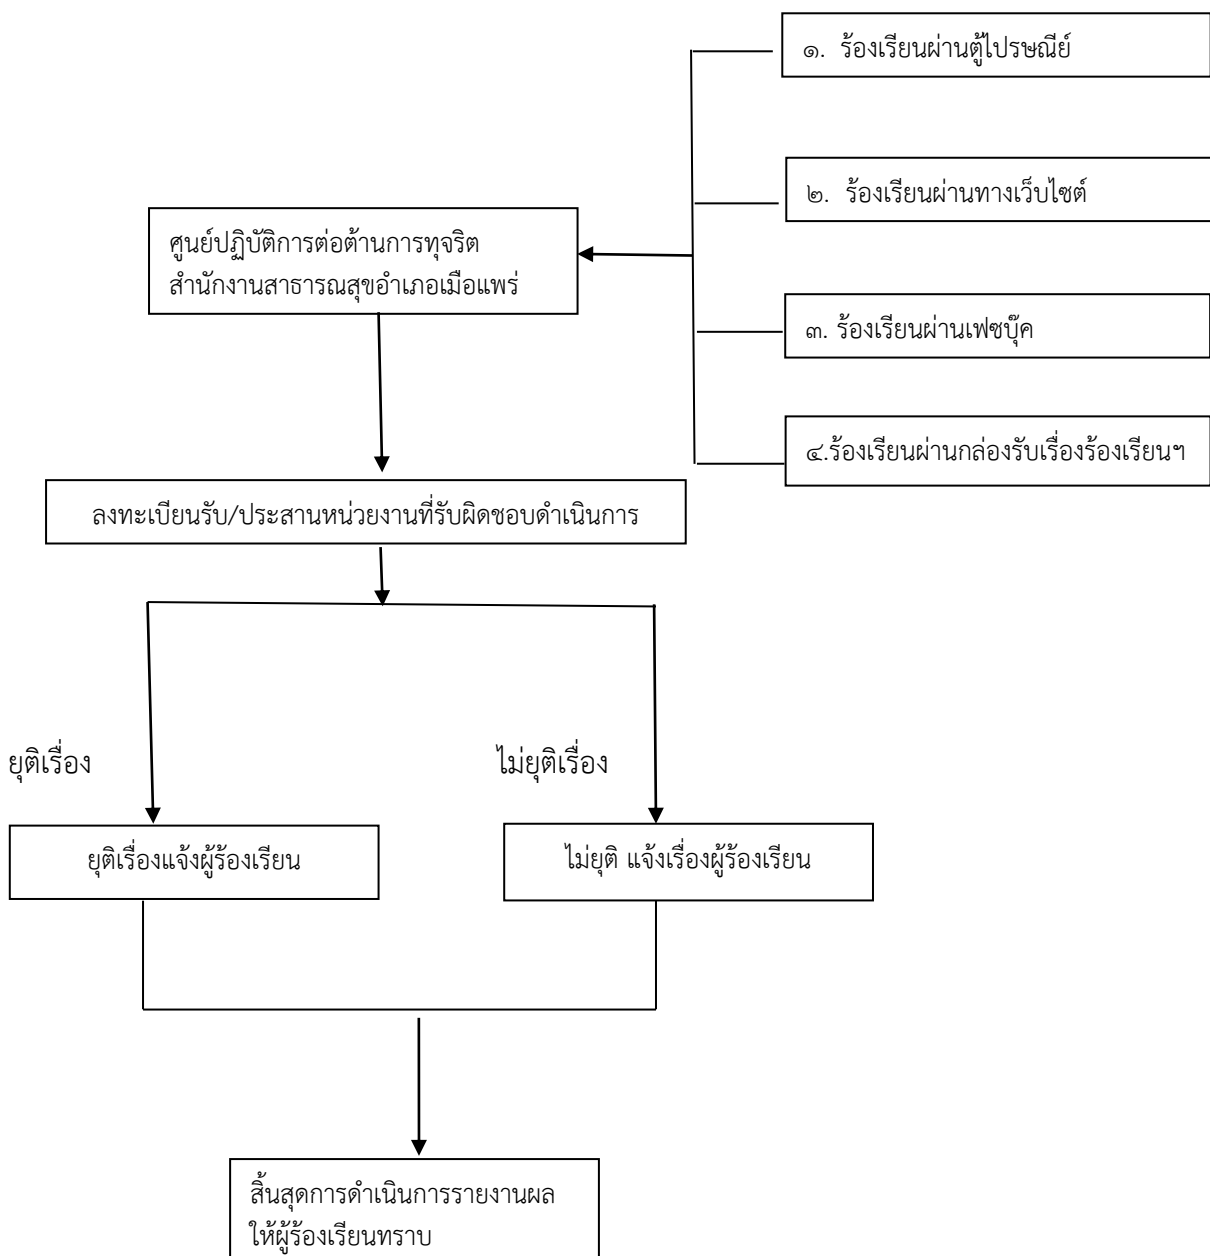 ๑. ร้องเรียนผ่านตู้ไปรษณีย์
๒. ร้องเรียนผ่านทางเว็บไซต์
ศูนย์ปฏิบัติการต่อต้านการทุจริต
สำนักงานสาธารณสุขอำเภอเมือแพร่
๓. ร้องเรียนผ่านเฟซบุ๊ค
๔.ร้องเรียนผ่านกล่องรับเรื่องร้องเรียนฯ
ลงทะเบียนรับ/ประสานหน่วยงานที่รับผิดชอบดำเนินการ
ยุติเรื่อง
ไม่ยุติเรื่อง
ยุติเรื่องแจ้งผู้ร้องเรียน
ไม่ยุติ แจ้งเรื่องผู้ร้องเรียน
สิ้นสุดการดำเนินการรายงานผล
ให้ผู้ร้องเรียนทราบ